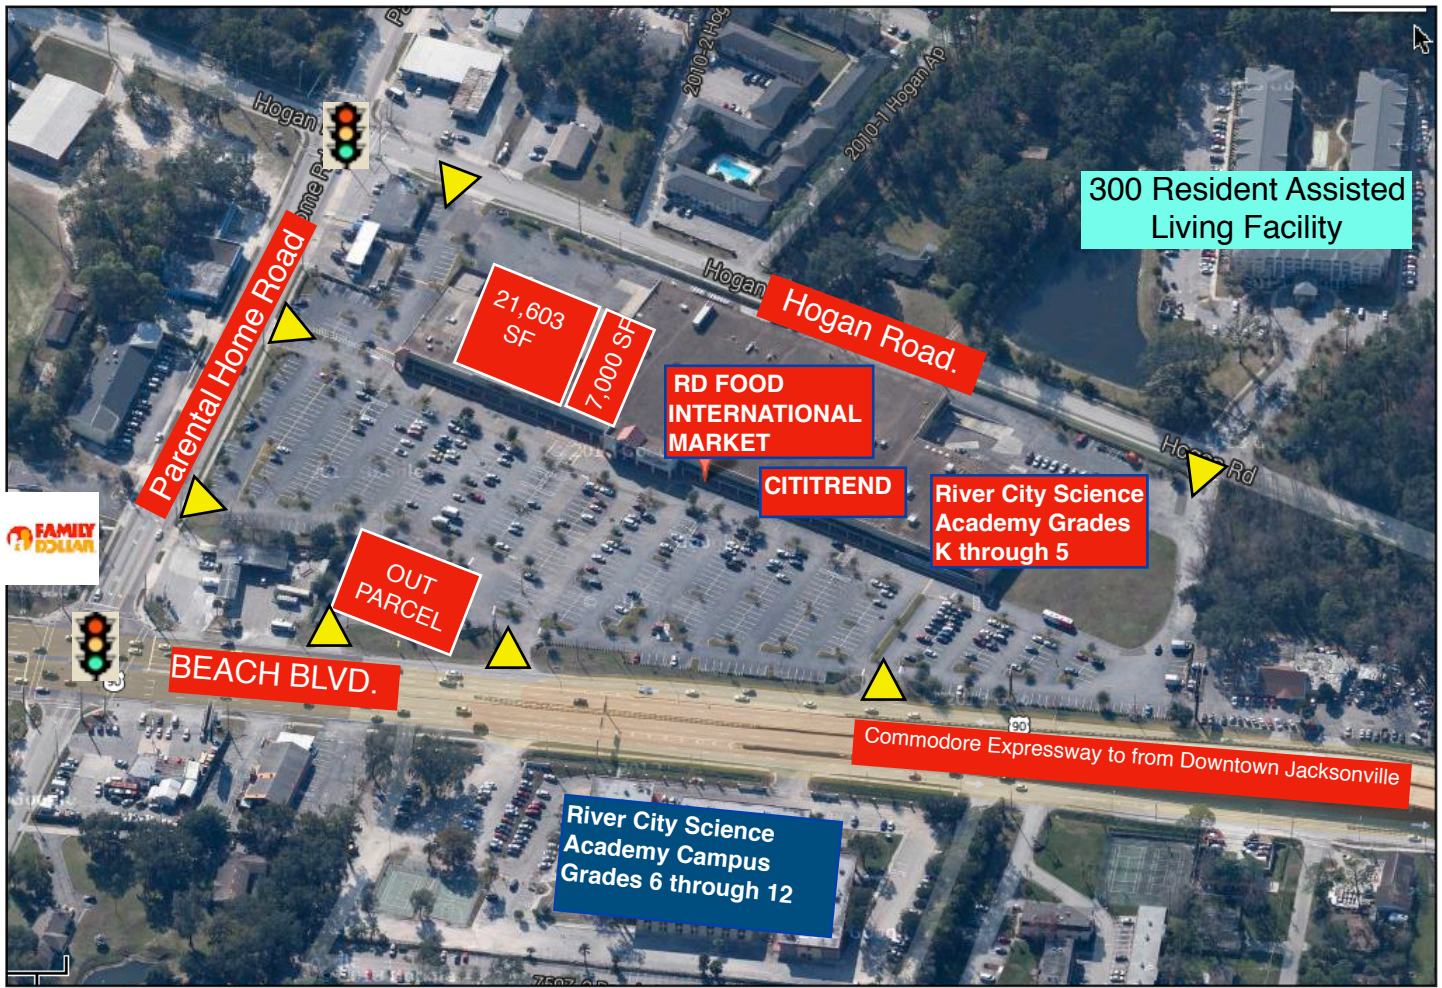 2010-2 Hog
2010-1 Hogan Ap
Hogan
300 Resident Assisted
Living Facility
ome R
Parental Home Road
Hogan
Hogan Road.
21,603
SF
7,000 SF
RD FOOD
INTERNATIONAL
MARKET
CITITREND
River City Science
Academy Grades
K through 5
Hogan Rd
FAMILY
DOLLAR
OUT
PARCEL
BEACH BLVD.
90
90
Commodore Expressway to from Downtown Jacksonville
River City Science
Academy Campus
Grades 6 through 12